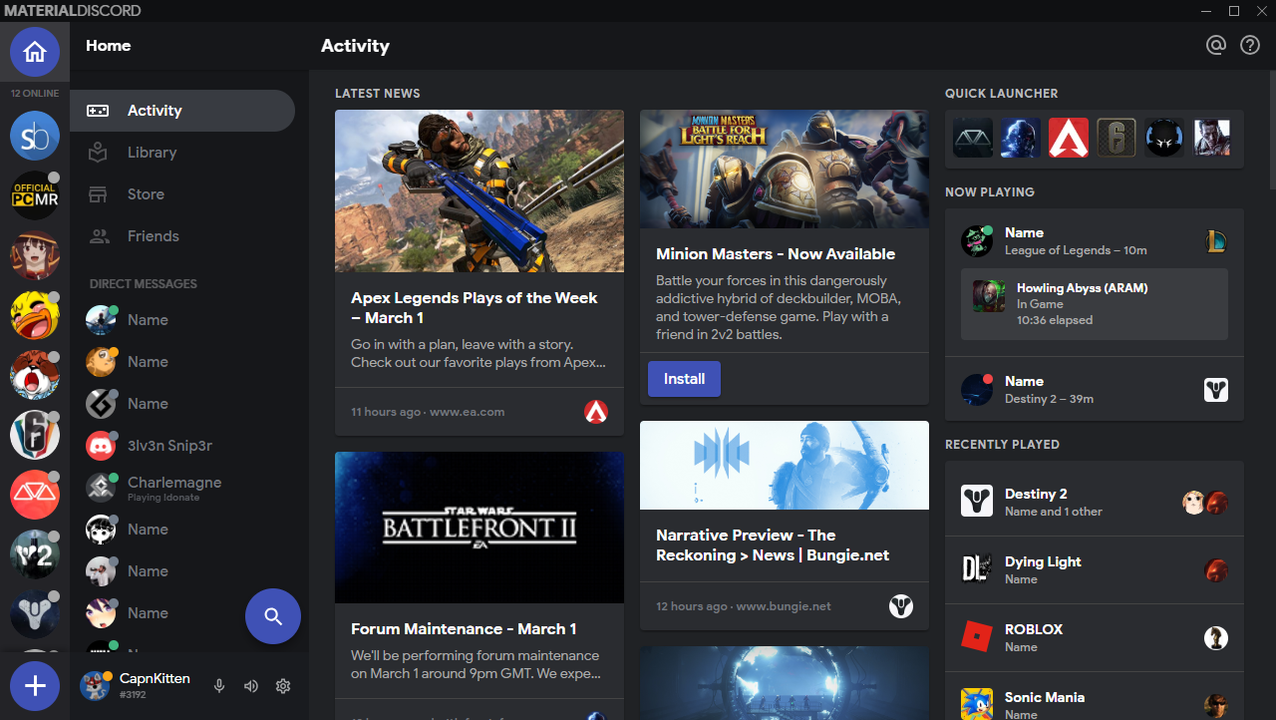 MATERIALDISCORD
Home
12 ONLINE
sb
OFFICIAL
PCMR
Y2
Activity
Library
Store
Friends
DIRECT MESSAGES
Name
Name
Name
3lv3n Snip3r
Charlemagne
Playing Idonate
Name
Name
Name
CapnKitten
#3192
Activity
LATEST NEWS
Apex Legends Plays of the Week
– March 1
Go in with a plan, leave with a story.
Check out our favorite plays from Apex...
11 hours ago · www.ea.com
STAR WARS
BATTLEFRONT II
EA
Forum Maintenance - March 1
We'll be performing forum maintenance
on March 1 around 9pm GMT. We expe...
MINION MASTERS
BATTLE FOR
LIGHT'S REACH
Minion Masters - Now Available
Battle your forces in this dangerously
addictive hybrid of deckbuilder, MOBA,
and tower-defense game. Play with a
friend in 2v2 battles.
Install
Narrative Preview - The
Reckoning > News | Bungie.net
12 hours ago · www.bungie.net
QUICK LAUNCHER
6
NOW PLAYING
Name
League of Legends – 10m
L
Howling Abyss (ARAM)
In Game
10:36 elapsed
Name
Destiny 2 – 39m
RECENTLY PLAYED
Destiny 2
Name and 1 other
DL
Dying Light
Name
ROBLOX
Name
Sonic Mania
Name